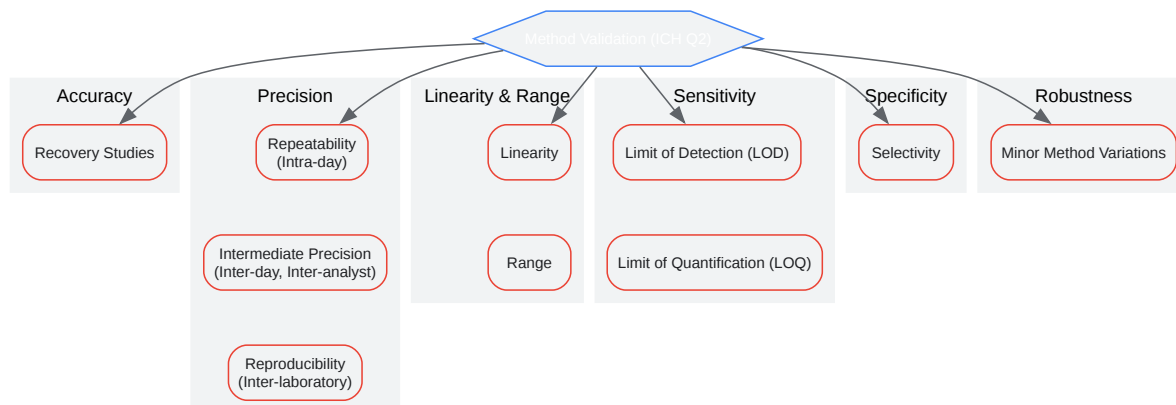 Method Validation (ICH Q2)
Accuracy
Precision
Linearity & Range
Sensitivity
Specificity
Robustness
Recovery Studies
Repeatability
(Intra-day)
Linearity
Limit of Detection (LOD)
Selectivity
Minor Method Variations
Intermediate Precision
(Inter-day, Inter-analyst)
Range
Limit of Quantification (LOQ)
Reproducibility
(Inter-laboratory)